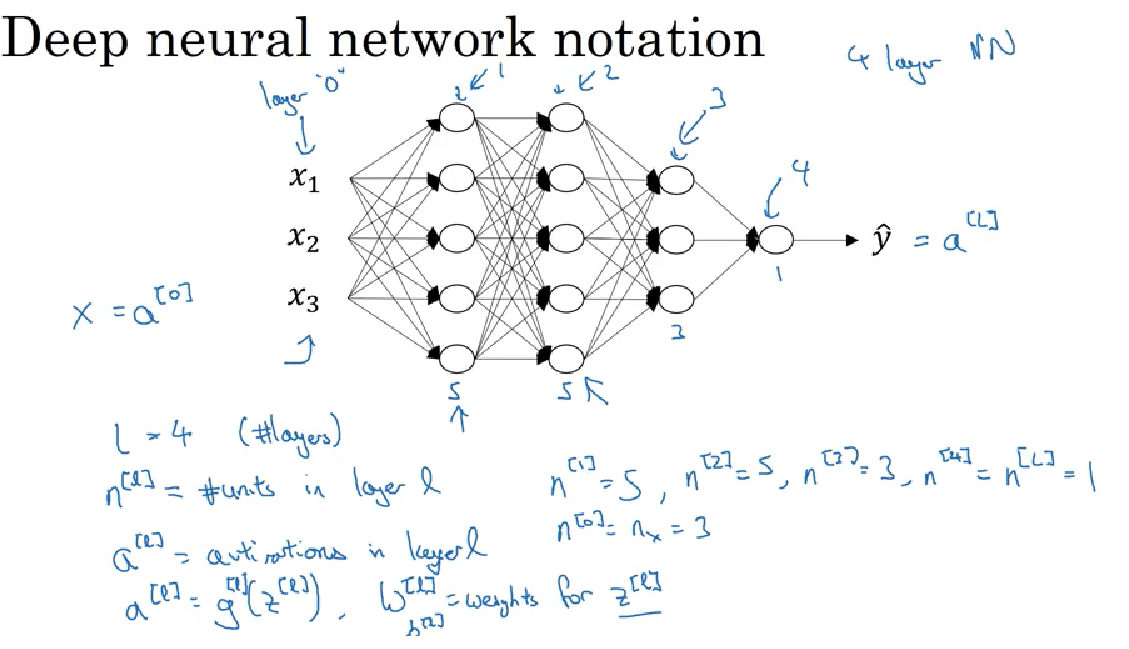 Deep neural network notation
4 layer NN
layer "0"
1
2
3
4
x₁
x₂
x₃
ŷ = a^[L]
X = a^[0]
5
5
3
1
L = 4 (#layers)
n^[l] = #units in layer l
n^[1] = 5, n^[2] = 5, n^[3] = 3, n^[4] = n^[L] = 1
n^[0] = n_x = 3
a^[l] = activations in layer l
a^[l] = g^[l](z^[l]), W^[l] = weights for z^[l]
b^[l]